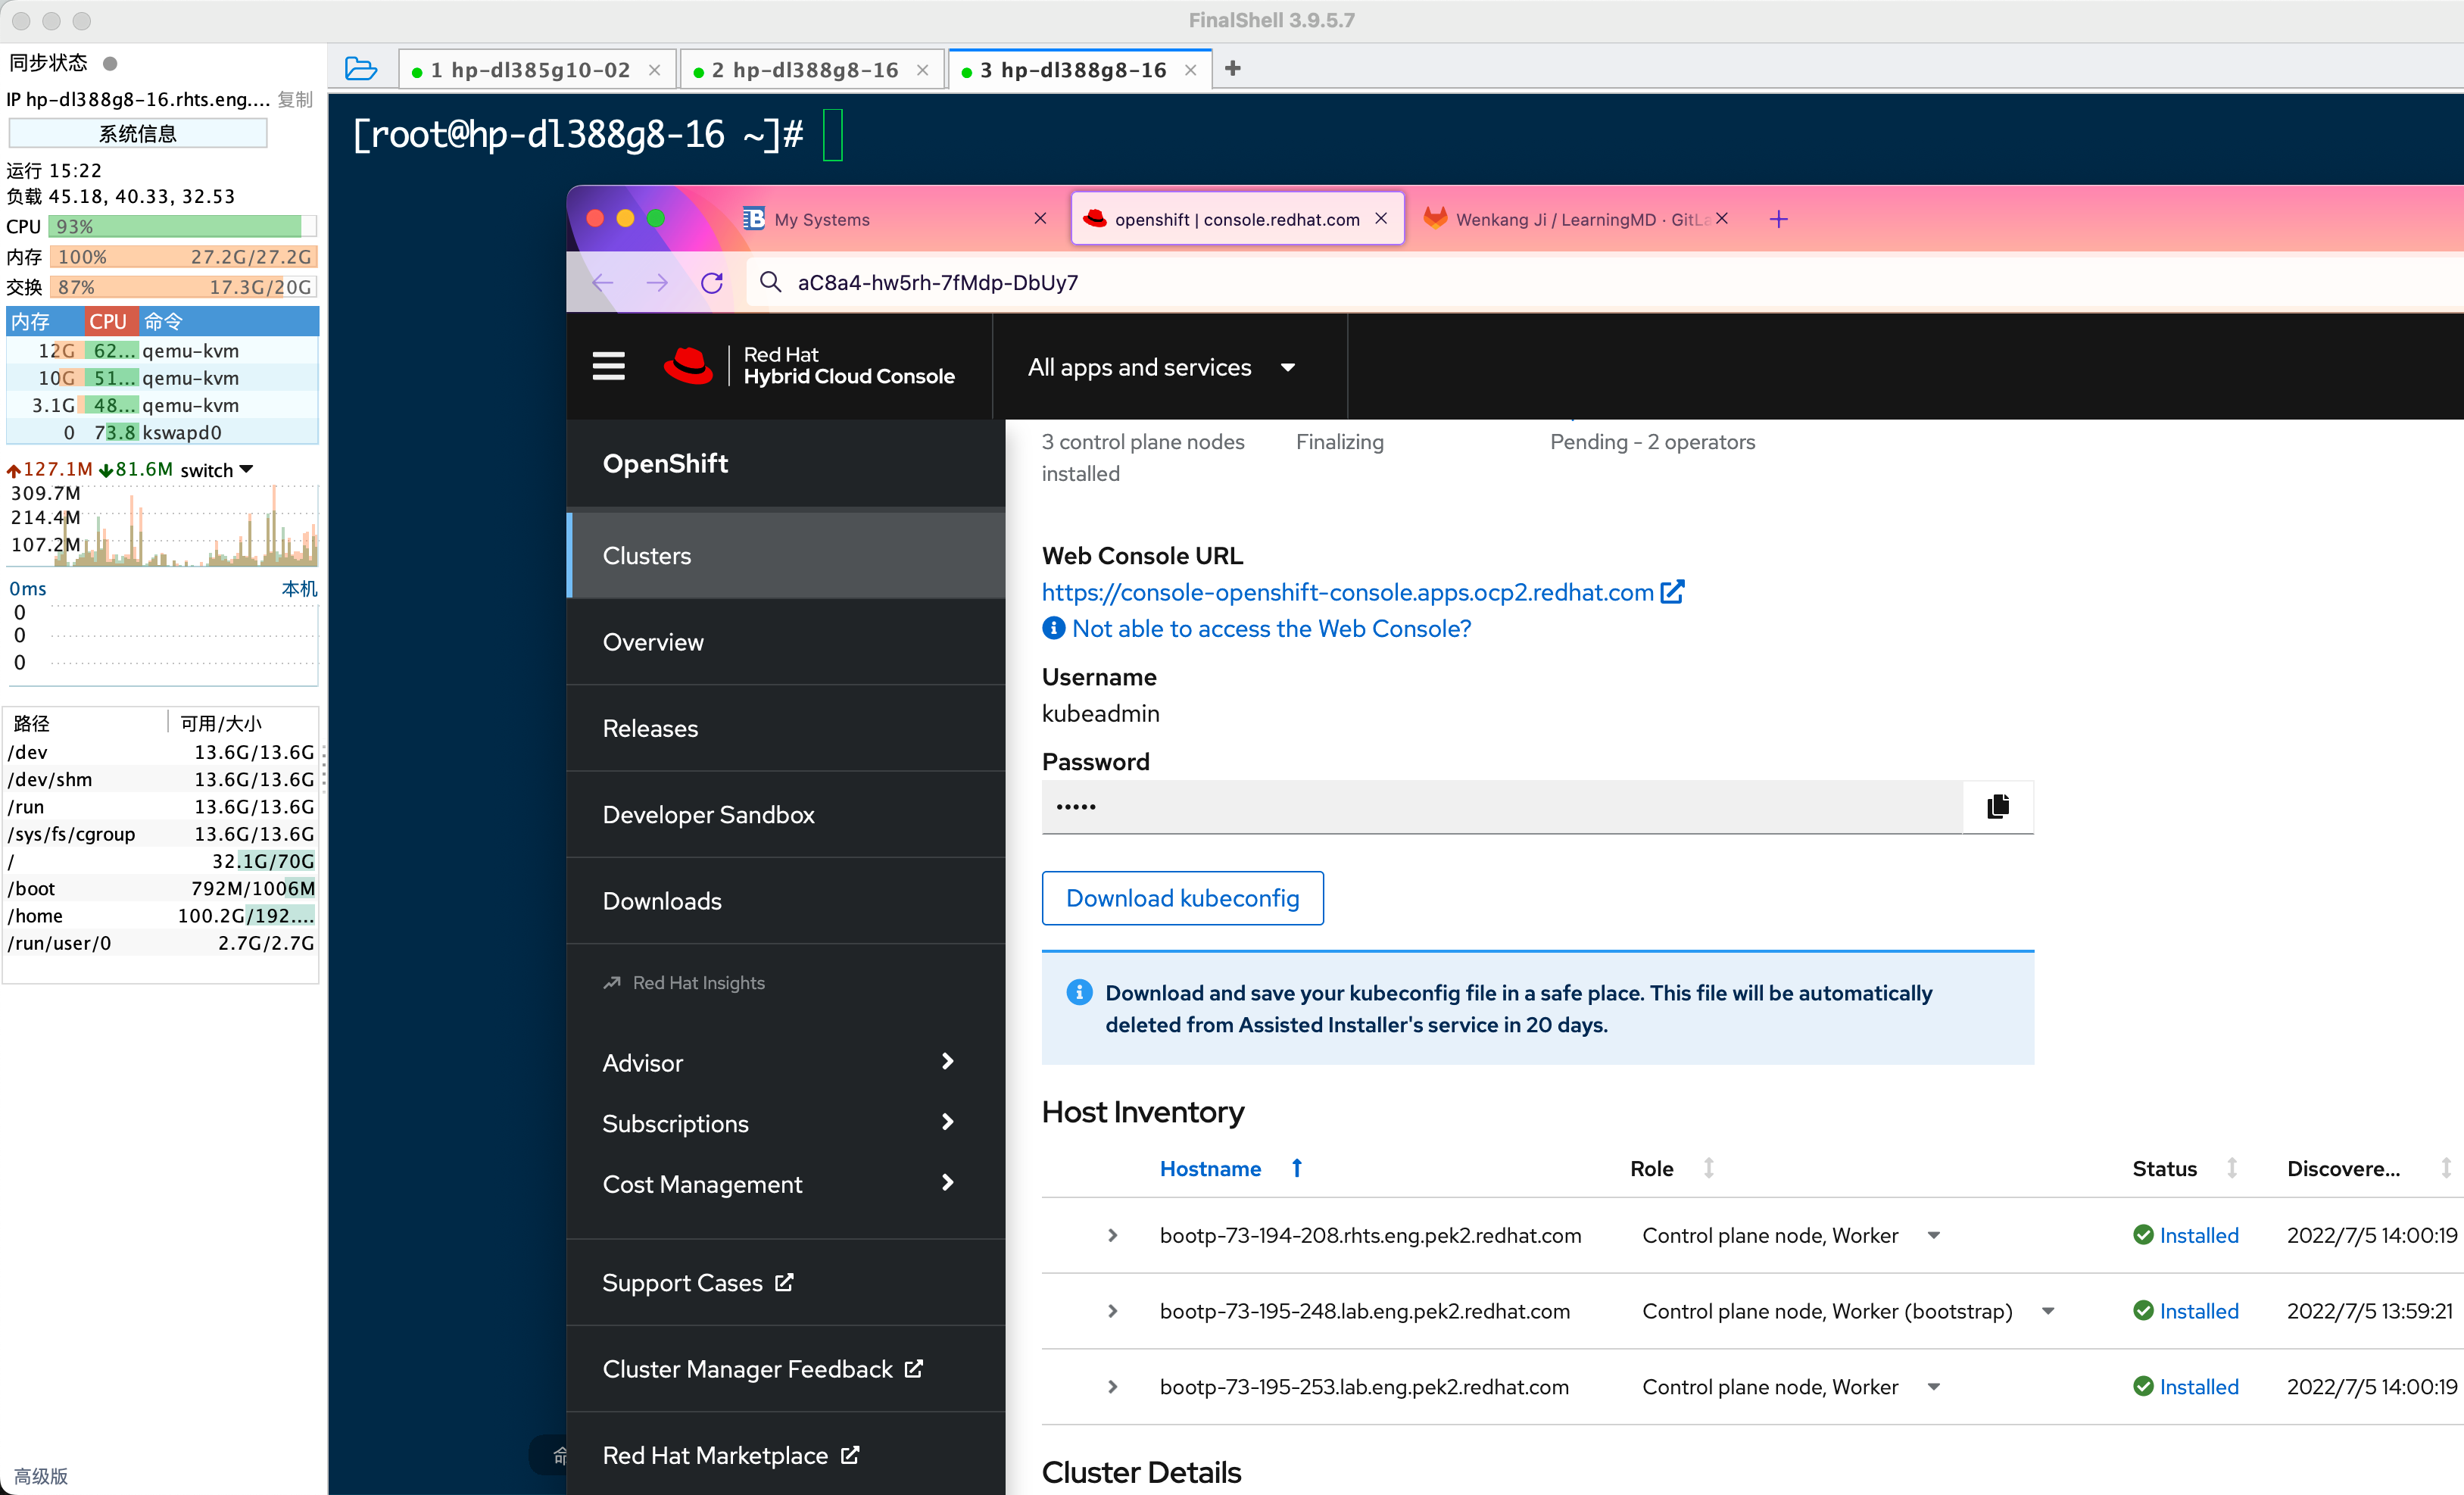 FinalShell 3.9.5.7
同步状态
IP hp-dl388g8-16.rhts.eng.... 复制
系统信息
运行 15:22
负载 45.18, 40.33, 32.53
CPU 93%
内存 100% 27.2G/27.2G
交换 87% 17.3G/20G
内存 CPU 命令
12G 62... qemu-kvm
10G 51... qemu-kvm
3.1G 48... qemu-kvm
0 73.8 kswapd0
127.1M 81.6M switch
309.7M
214.4M
107.2M
0ms 本机
0
0
0
路径 可用/大小
/dev 13.6G/13.6G
/dev/shm 13.6G/13.6G
/run 13.6G/13.6G
/sys/fs/cgroup 13.6G/13.6G
/ 32.1G/70G
/boot 792M/1006M
/home 100.2G/192....
/run/user/0 2.7G/2.7G
高级版
1 hp-dl385g10-02
2 hp-dl388g8-16
3 hp-dl388g8-16
[root@hp-dl388g8-16 ~]#
命
My Systems
openshift | console.redhat.com
Wenkang Ji / LearningMD · GitLa
aC8a4-hw5rh-7fMdp-DbUy7
Red Hat
Hybrid Cloud Console
All apps and services
OpenShift
Clusters
Overview
Releases
Developer Sandbox
Downloads
Red Hat Insights
Advisor
Subscriptions
Cost Management
Support Cases
Cluster Manager Feedback
Red Hat Marketplace
3 control plane nodes Finalizing Pending - 2 operators
installed
Web Console URL
https://console-openshift-console.apps.ocp2.redhat.com
Not able to access the Web Console?
Username
kubeadmin
Password
•••••
Download kubeconfig
Download and save your kubeconfig file in a safe place. This file will be automatically
deleted from Assisted Installer's service in 20 days.
Host Inventory
Hostname Role Status Discovere...
bootp-73-194-208.rhts.eng.pek2.redhat.com Control plane node, Worker Installed 2022/7/5 14:00:19
bootp-73-195-248.lab.eng.pek2.redhat.com Control plane node, Worker (bootstrap) Installed 2022/7/5 13:59:21
bootp-73-195-253.lab.eng.pek2.redhat.com Control plane node, Worker Installed 2022/7/5 14:00:19
Cluster Details